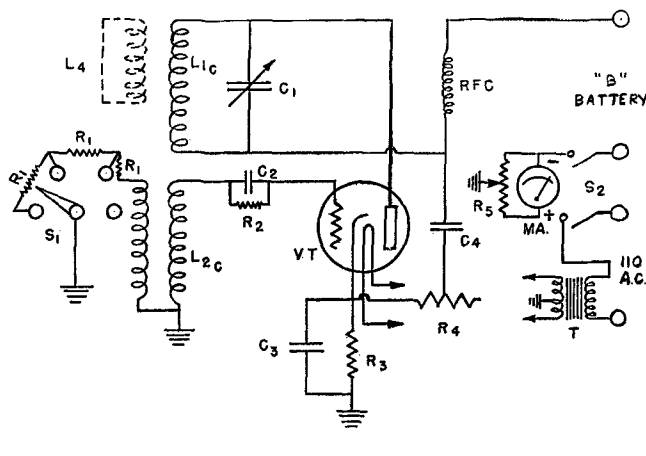 L4
L1C
C1
RFC
"B"
BATTERY
R1
R1
R1
C2
R2
S1
L2C
V.T
C4
R5
MA.
-
+
S2
110
A.C.
T
C3
R3
R4